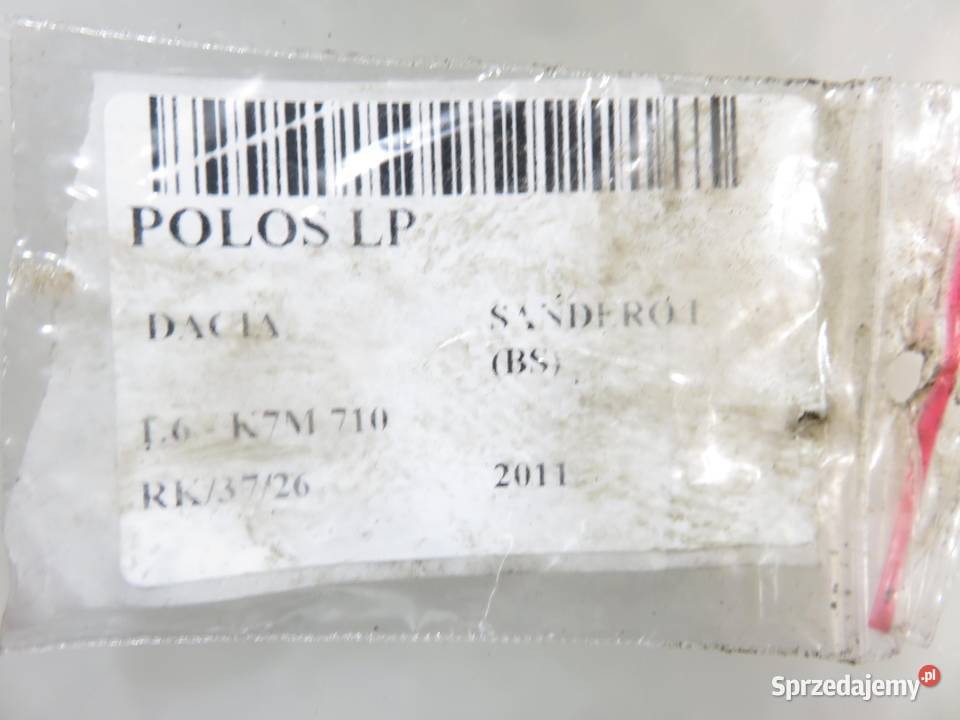 POLOS LP
DACIA SANDERO I
(BS)
1.6 - K7M 710
RK/37/26 2011
Sprzedajemy.pl